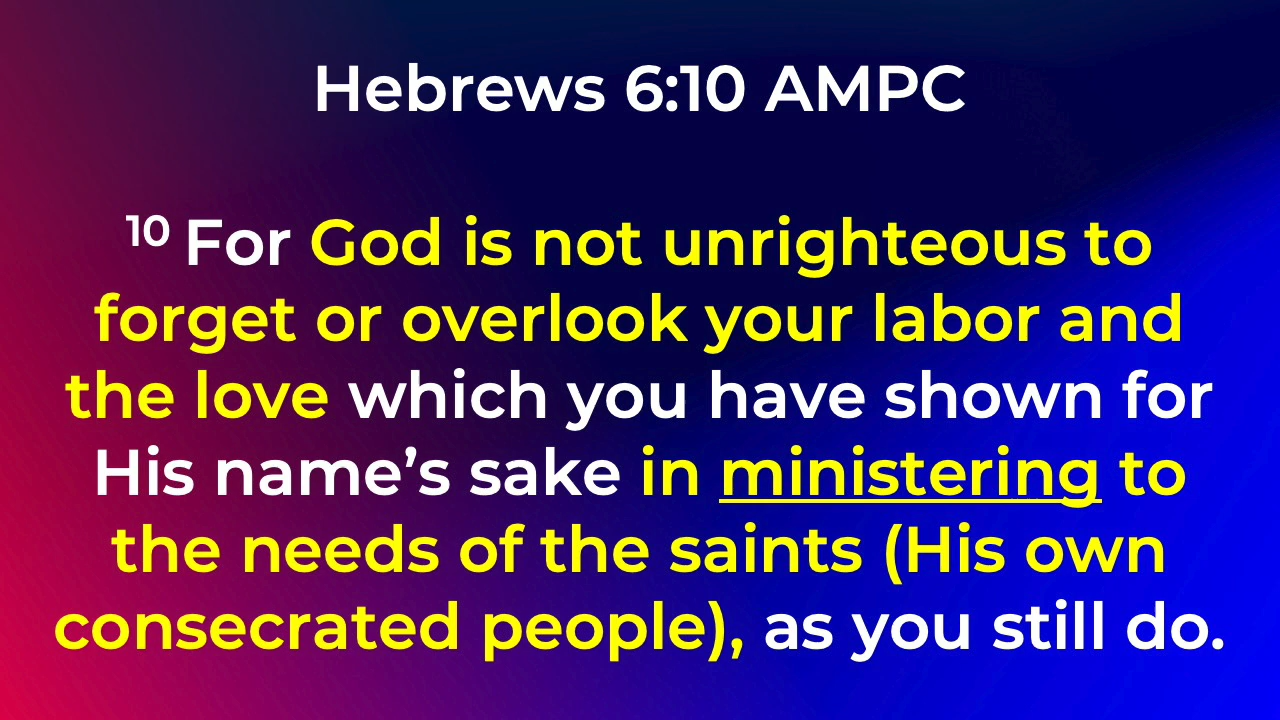 Hebrews 6:10 AMPC
10 For God is not unrighteous to
forget or overlook your labor and
the love which you have shown for
His name’s sake in ministering to
the needs of the saints (His own
consecrated people), as you still do.